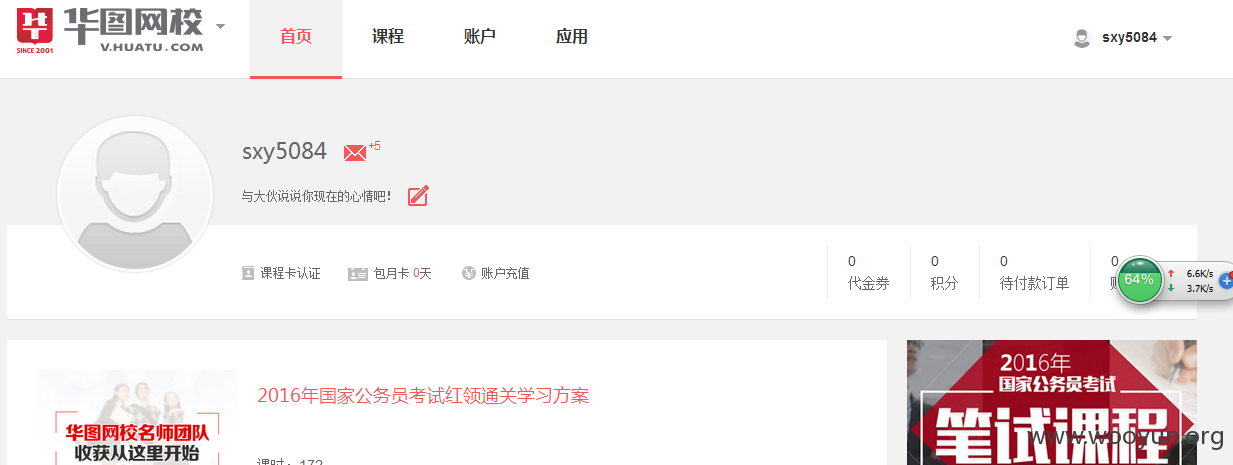 华图网校
V.HUATU.COM
SINCE 2001
首页 课程 账户 应用
sxy5084
sxy5084 +5
与大伙说说你现在的心情吧！
课程卡认证 包月卡 0天 账户充值
0 0 0 0
代金券 积分 待付款订单
64%
6.6K/s
3.7K/s
2016年国家公务员考试红领通关学习方案
华图网校名师团队
收获从这里开始
课时：173
2016年
国家公务员考试
笔试课程
www.wooyun.org